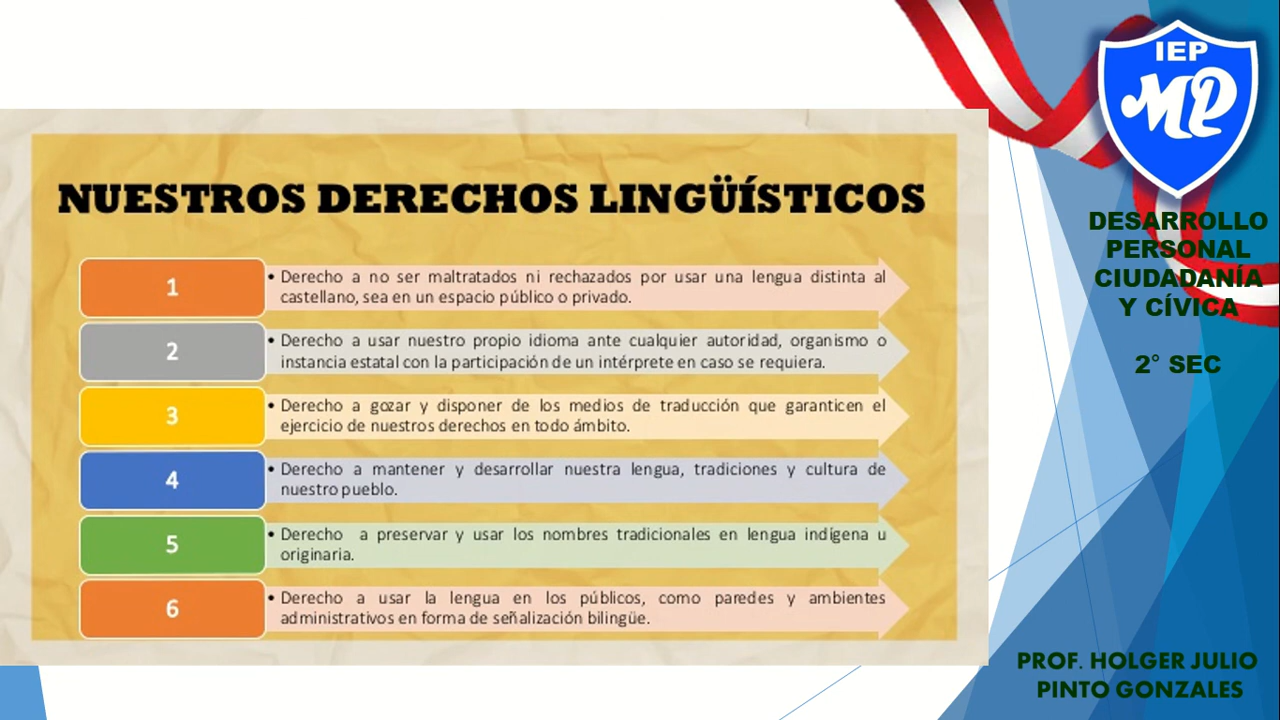 IEP
MP
DESARROLLO
PERSONAL
CIUDADANÍA
Y CÍVICA
2° SEC
NUESTROS DERECHOS LINGÜÍSTICOS
1
• Derecho a no ser maltratados ni rechazados por usar una lengua distinta al
castellano, sea en un espacio público o privado.
2
• Derecho a usar nuestro propio idioma ante cualquier autoridad, organismo o
instancia estatal con la participación de un intérprete en caso se requiera.
3
• Derecho a gozar y disponer de los medios de traducción que garanticen el
ejercicio de nuestros derechos en todo ámbito.
4
• Derecho a mantener y desarrollar nuestra lengua, tradiciones y cultura de
nuestro pueblo.
5
• Derecho a preservar y usar los nombres tradicionales en lengua indígena u
originaria.
6
• Derecho a usar la lengua en los públicos, como paredes y ambientes
administrativos en forma de señalización bilingüe.
PROF. HOLGER JULIO
PINTO GONZALES